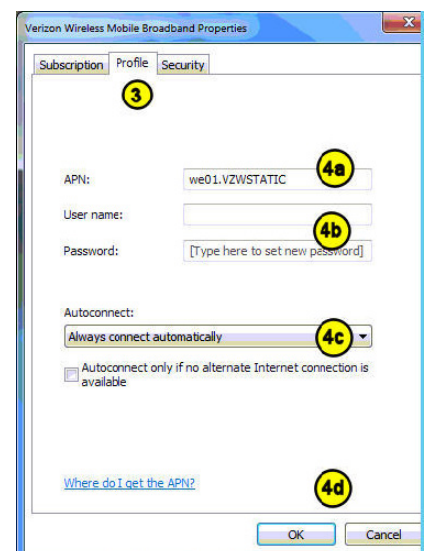 Verizon Wireless Mobile Broadband Properties
Subscription Profile Security
3
APN: we01.VZWSTATIC 4a
User name:
4b
Password: [Type here to set new password]
Autoconnect:
Always connect automatically 4c
Autoconnect only if no alternate Internet connection is
available
Where do I get the APN? 4d
OK Cancel